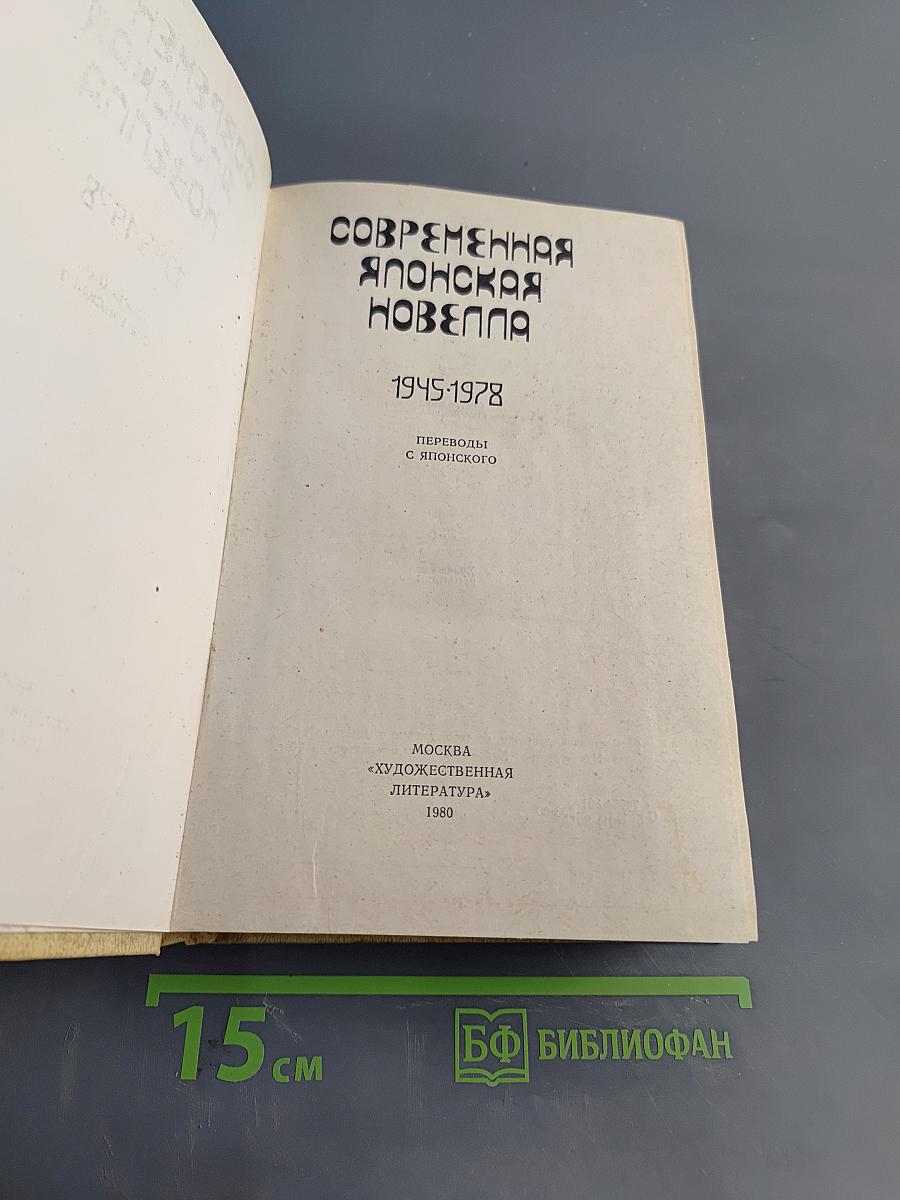 СОВРЕМЕННАЯ
ЯПОНСКАЯ
НОВЕЛЛА
1945·1978
ПЕРЕВОДЫ
С ЯПОНСКОГО
МОСКВА
«ХУДОЖЕСТВЕННАЯ
ЛИТЕРАТУРА»
1980
15 см
БФ БИБЛИОФАН